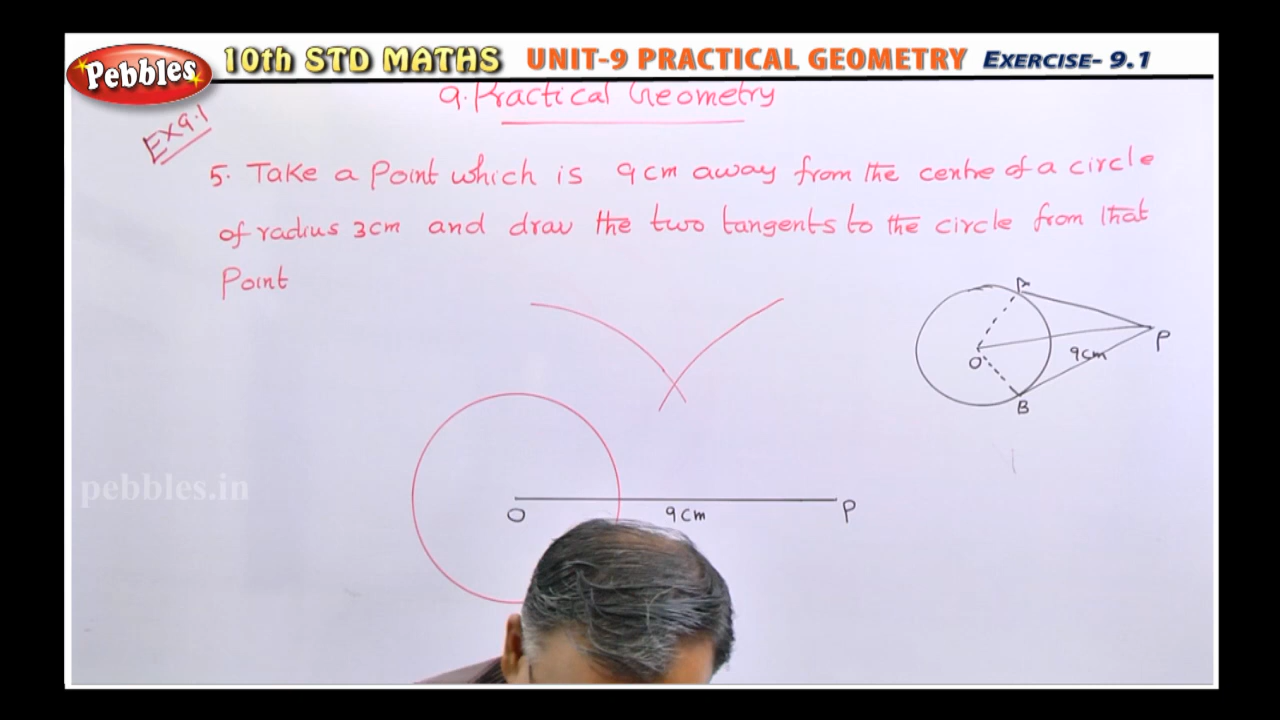 Pebbles 10th STD MATHS UNIT-9 PRACTICAL GEOMETRY EXERCISE- 9.1
9. Practical Geometry
Ex 9.1
5. Take a Point which is 9cm away from the centre of a circle
of radius 3cm and draw the two tangents to the circle from that
Point
A
O
9cm
P
B
pebbles.in
O
9cm
P